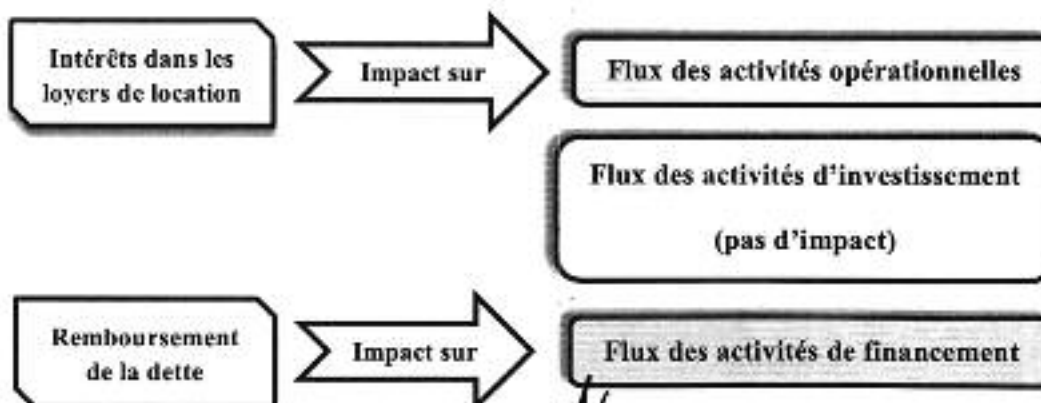 Intérêts dans les
loyers de location
Impact sur
Flux des activités opérationnelles
Flux des activités d'investissement
(pas d'impact)
Remboursement
de la dette
Impact sur
Flux des activités de financement